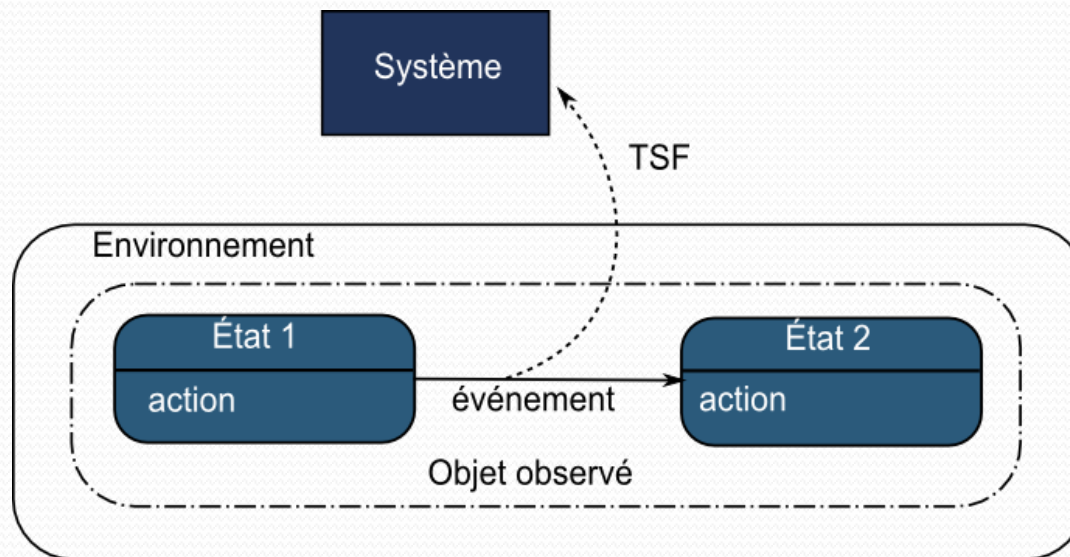 Système
TSF
Environnement
État 1
État 2
action
événement
action
Objet observé